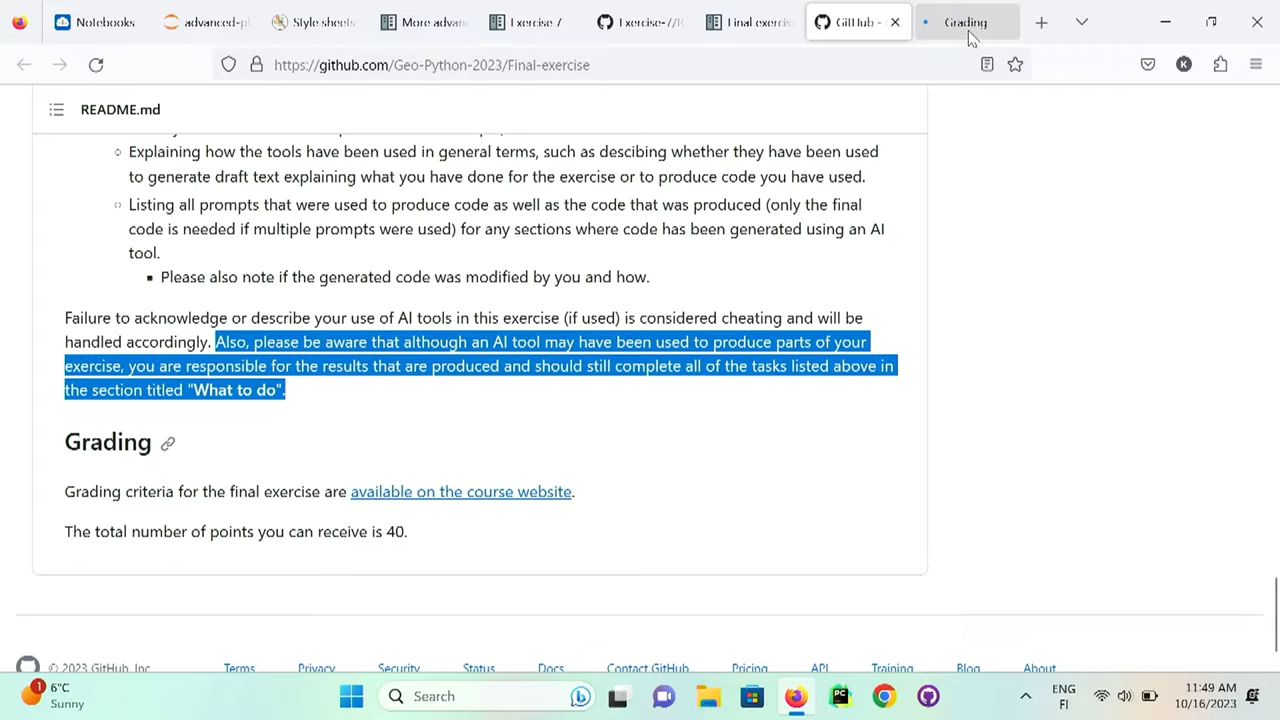 Notebooks
advanced-pl
Style sheets
More advan
Exercise 7
Final exercis
GitHub -
Grading
https://github.com/Geo-Python-2023/Final-exercise
K
README.md
Explaining how the tools have been used in general terms, such as descibing whether they have been used
to generate draft text explaining what you have done for the exercise or to produce code you have used.
Listing all prompts that were used to produce code as well as the code that was produced (only the final
code is needed if multiple prompts were used) for any sections where code has been generated using an AI
tool.
Please also note if the generated code was modified by you and how.
Failure to acknowledge or describe your use of AI tools in this exercise (if used) is considered cheating and will be
handled accordingly. Also, please be aware that although an AI tool may have been used to produce parts of your
exercise, you are responsible for the results that are produced and should still complete all of the tasks listed above in
the section titled "What to do".
Grading
Grading criteria for the final exercise are available on the course website.
The total number of points you can receive is 40.
© 2023 GitHub, Inc.
Terms
Privacy
Security
Status
Docs
Contact GitHub
Pricing
API
Training
Blog
About
1
6°C
Sunny
Search
PC
ENG
FI
11:49 AM
10/16/2023